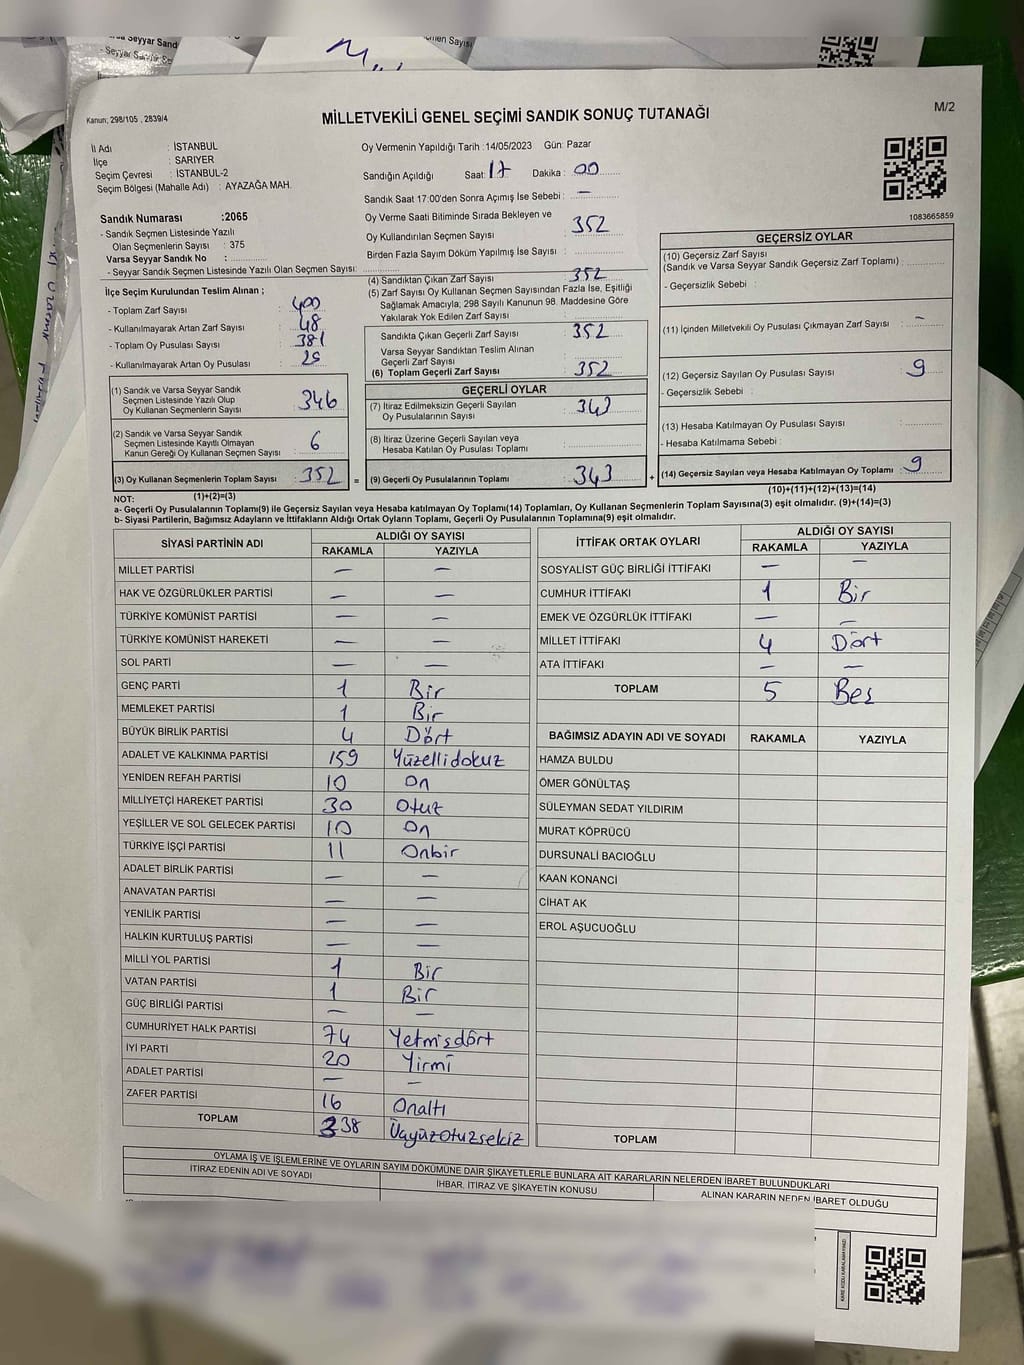 Kanun; 298/105 , 2839/4
MİLLETVEKİLİ GENEL SEÇİMİ SANDIK SONUÇ TUTANAĞI
M/2
İl Adı : İSTANBUL
İlçe : SARIYER
Seçim Çevresi : İSTANBUL-2
Seçim Bölgesi (Mahalle Adı) : AYAZAĞA MAH.
Oy Vermenin Yapıldığı Tarih :14/05/2023 Gün: Pazar
Sandığın Açıldığı Saat: 17 Dakika : 00
Sandık Saat 17:00'den Sonra Açımış İse Sebebi : –
Sandık Numarası :2065
- Sandık Seçmen Listesinde Yazılı
Olan Seçmenlerin Sayısı : 375
Varsa Seyyar Sandık No :
- Seyyar Sandık Seçmen Listesinde Yazılı Olan Seçmen Sayısı:
Oy Verme Saati Bitiminde Sırada Bekleyen ve
Oy Kullandırılan Seçmen Sayısı : 352
Birden Fazla Sayım Döküm Yapılmış İse Sayısı :
1083665859
İlçe Seçim Kurulundan Teslim Alınan ;
- Toplam Zarf Sayısı : 400
- Kullanılmayarak Artan Zarf Sayısı : 48
- Toplam Oy Pusulası Sayısı : 381
- Kullanılmayarak Artan Oy Pusulası : 29
(4) Sandıktan Çıkan Zarf Sayısı : 352
(5) Zarf Sayısı Oy Kullanan Seçmen Sayısından Fazla İse, Eşitliği
Sağlamak Amacıyla; 298 Sayılı Kanunun 98. Maddesine Göre
Yakılarak Yok Edilen Zarf Sayısı :
Sandıkta Çıkan Geçerli Zarf Sayısı : 352
Varsa Seyyar Sandıktan Teslim Alınan
Geçerli Zarf Sayısı :
(6) Toplam Geçerli Zarf Sayısı : 352
GEÇERSİZ OYLAR
(10) Geçersiz Zarf Sayısı
(Sandık ve Varsa Seyyar Sandık Geçersiz Zarf Toplamı) :
- Geçersizlik Sebebi :
(11) İçinden Milletvekili Oy Pusulası Çıkmayan Zarf Sayısı : –
(12) Geçersiz Sayılan Oy Pusulası Sayısı : 9
- Geçersizlik Sebebi :
(13) Hesaba Katılmayan Oy Pusulası Sayısı :
- Hesaba Katılmama Sebebi :
(14) Geçersiz Sayılan veya Hesaba Katılmayan Oy Toplamı : 9
(10)+(11)+(12)+(13)=(14)
(1) Sandık ve Varsa Seyyar Sandık
Seçmen Listesinde Yazılı Olup
Oy Kullanan Seçmenlerin Sayısı : 346
(2) Sandık ve Varsa Seyyar Sandık
Seçmen Listesinde Kayıtlı Olmayan
Kanun Gereği Oy Kullanan Seçmen Sayısı : 6
(3) Oy Kullanan Seçmenlerin Toplam Sayısı : 352 =
(1)+(2)=(3)
GEÇERLİ OYLAR
(7) İtiraz Edilmeksizin Geçerli Sayılan
Oy Pusulalarının Sayısı : 343
(8) İtiraz Üzerine Geçerli Sayılan veya
Hesaba Katılan Oy Pusulaları Toplamı :
(9) Geçerli Oy Pusulalarının Toplamı : 343 +
NOT:
a- Geçerli Oy Pusulalarının Toplamı(9) ile Geçersiz Sayılan veya Hesaba katılmayan Oy Toplamı(14) Toplamları, Oy Kullanan Seçmenlerin Toplam Sayısına(3) eşit olmalıdır. (9)+(14)=(3)
b- Siyasi Partilerin, Bağımsız Adayların ve İttifakların Aldığı Ortak Oyların Toplamı, Geçerli Oy Pusulalarının Toplamına(9) eşit olmalıdır.
SİYASİ PARTİNİN ADI ALDIĞI OY SAYISI
RAKAMLA YAZIYLA
MİLLET PARTİSİ – –
HAK VE ÖZGÜRLÜKLER PARTİSİ – –
TÜRKİYE KOMÜNİST PARTİSİ – –
TÜRKİYE KOMÜNİST HAREKETİ – –
SOL PARTİ – –
GENÇ PARTİ 1 Bir
MEMLEKET PARTİSİ 1 Bir
BÜYÜK BİRLİK PARTİSİ 4 Dört
ADALET VE KALKINMA PARTİSİ 159 Yüzellidokuz
YENİDEN REFAH PARTİSİ 10 On
MİLLİYETÇİ HAREKET PARTİSİ 30 Otuz
YEŞİLLER VE SOL GELECEK PARTİSİ 10 On
TÜRKİYE İŞÇİ PARTİSİ 11 Onbir
ADALET BİRLİK PARTİSİ – –
ANAVATAN PARTİSİ – –
YENİLİK PARTİSİ – –
HALKIN KURTULUŞ PARTİSİ – –
MİLLİ YOL PARTİSİ 1 Bir
VATAN PARTİSİ 1 Bir
GÜÇ BİRLİĞİ PARTİSİ – –
CUMHURİYET HALK PARTİSİ 74 Yetmişdört
İYİ PARTİ 20 Yirmi
ADALET PARTİSİ – –
ZAFER PARTİSİ 16 Onaltı
TOPLAM 338 Üçyüzotuzsekiz
İTTİFAK ORTAK OYLARI ALDIĞI OY SAYISI
RAKAMLA YAZIYLA
SOSYALİST GÜÇ BİRLİĞİ İTTİFAKI – –
CUMHUR İTTİFAKI 1 Bir
EMEK VE ÖZGÜRLÜK İTTİFAKI – –
MİLLET İTTİFAKI 4 Dört
ATA İTTİFAKI – –
TOPLAM 5 Beş
BAĞIMSIZ ADAYIN ADI VE SOYADI RAKAMLA YAZIYLA
HAMZA BULDU
ÖMER GÖNÜLTAŞ
SÜLEYMAN SEDAT YILDIRIM
MURAT KÖPRÜCÜ
DURSUNALİ BACIOĞLU
KAAN KONANCİ
CİHAT AK
EROL AŞUCUOĞLU
TOPLAM
OYLAMA İŞ VE İŞLEMLERİNE VE OYLARIN SAYIM DÖKÜMÜNE DAİR ŞİKAYETLERLE BUNLARA AİT KARARLARIN NELERDEN İBARET BULUNDUKLARI
İTİRAZ EDENİN ADI VE SOYADI İHBAR, İTİRAZ VE ŞİKAYETİN KONUSU ALINAN KARARIN NEDEN İBARET OLDUĞU